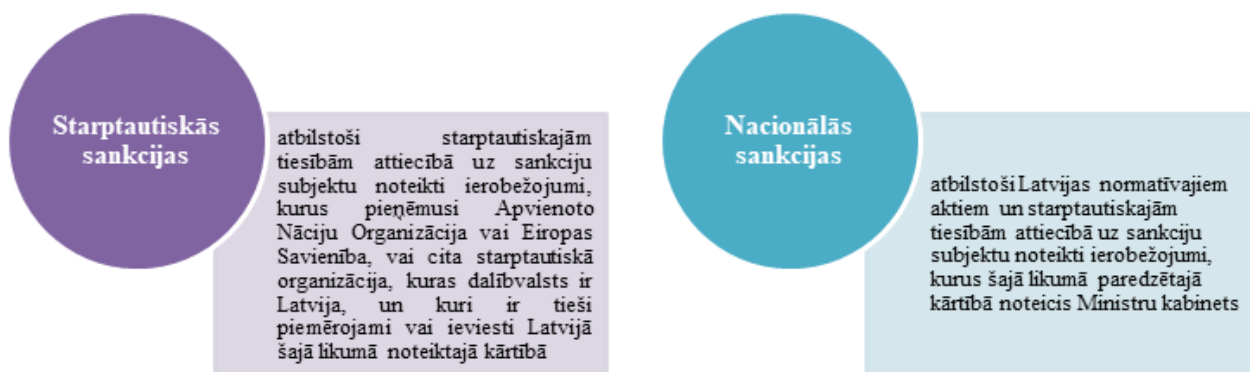 Starptautiskās
sankcijas
atbilstoši starptautiskajām
tiesībām attiecībā uz sankciju
subjektu noteikti ierobežojumi,
kurus pieņēmusi Apvienoto
Nāciju Organizācija vai Eiropas
Savienība, vai cita starptautiskā
organizācija, kuras dalībvalsts ir
Latvija, un kuri ir tieši
piemērojami vai ieviesti Latvijā
šajā likumā noteiktajā kārtībā
Nacionālās
sankcijas
atbilstoši Latvijas normatīvajiem
aktiem un starptautiskajām
tiesībām attiecībā uz sankciju
subjektu noteikti ierobežojumi,
kurus šajā likumā paredzētajā
kārtībā noteicis Ministru kabinets